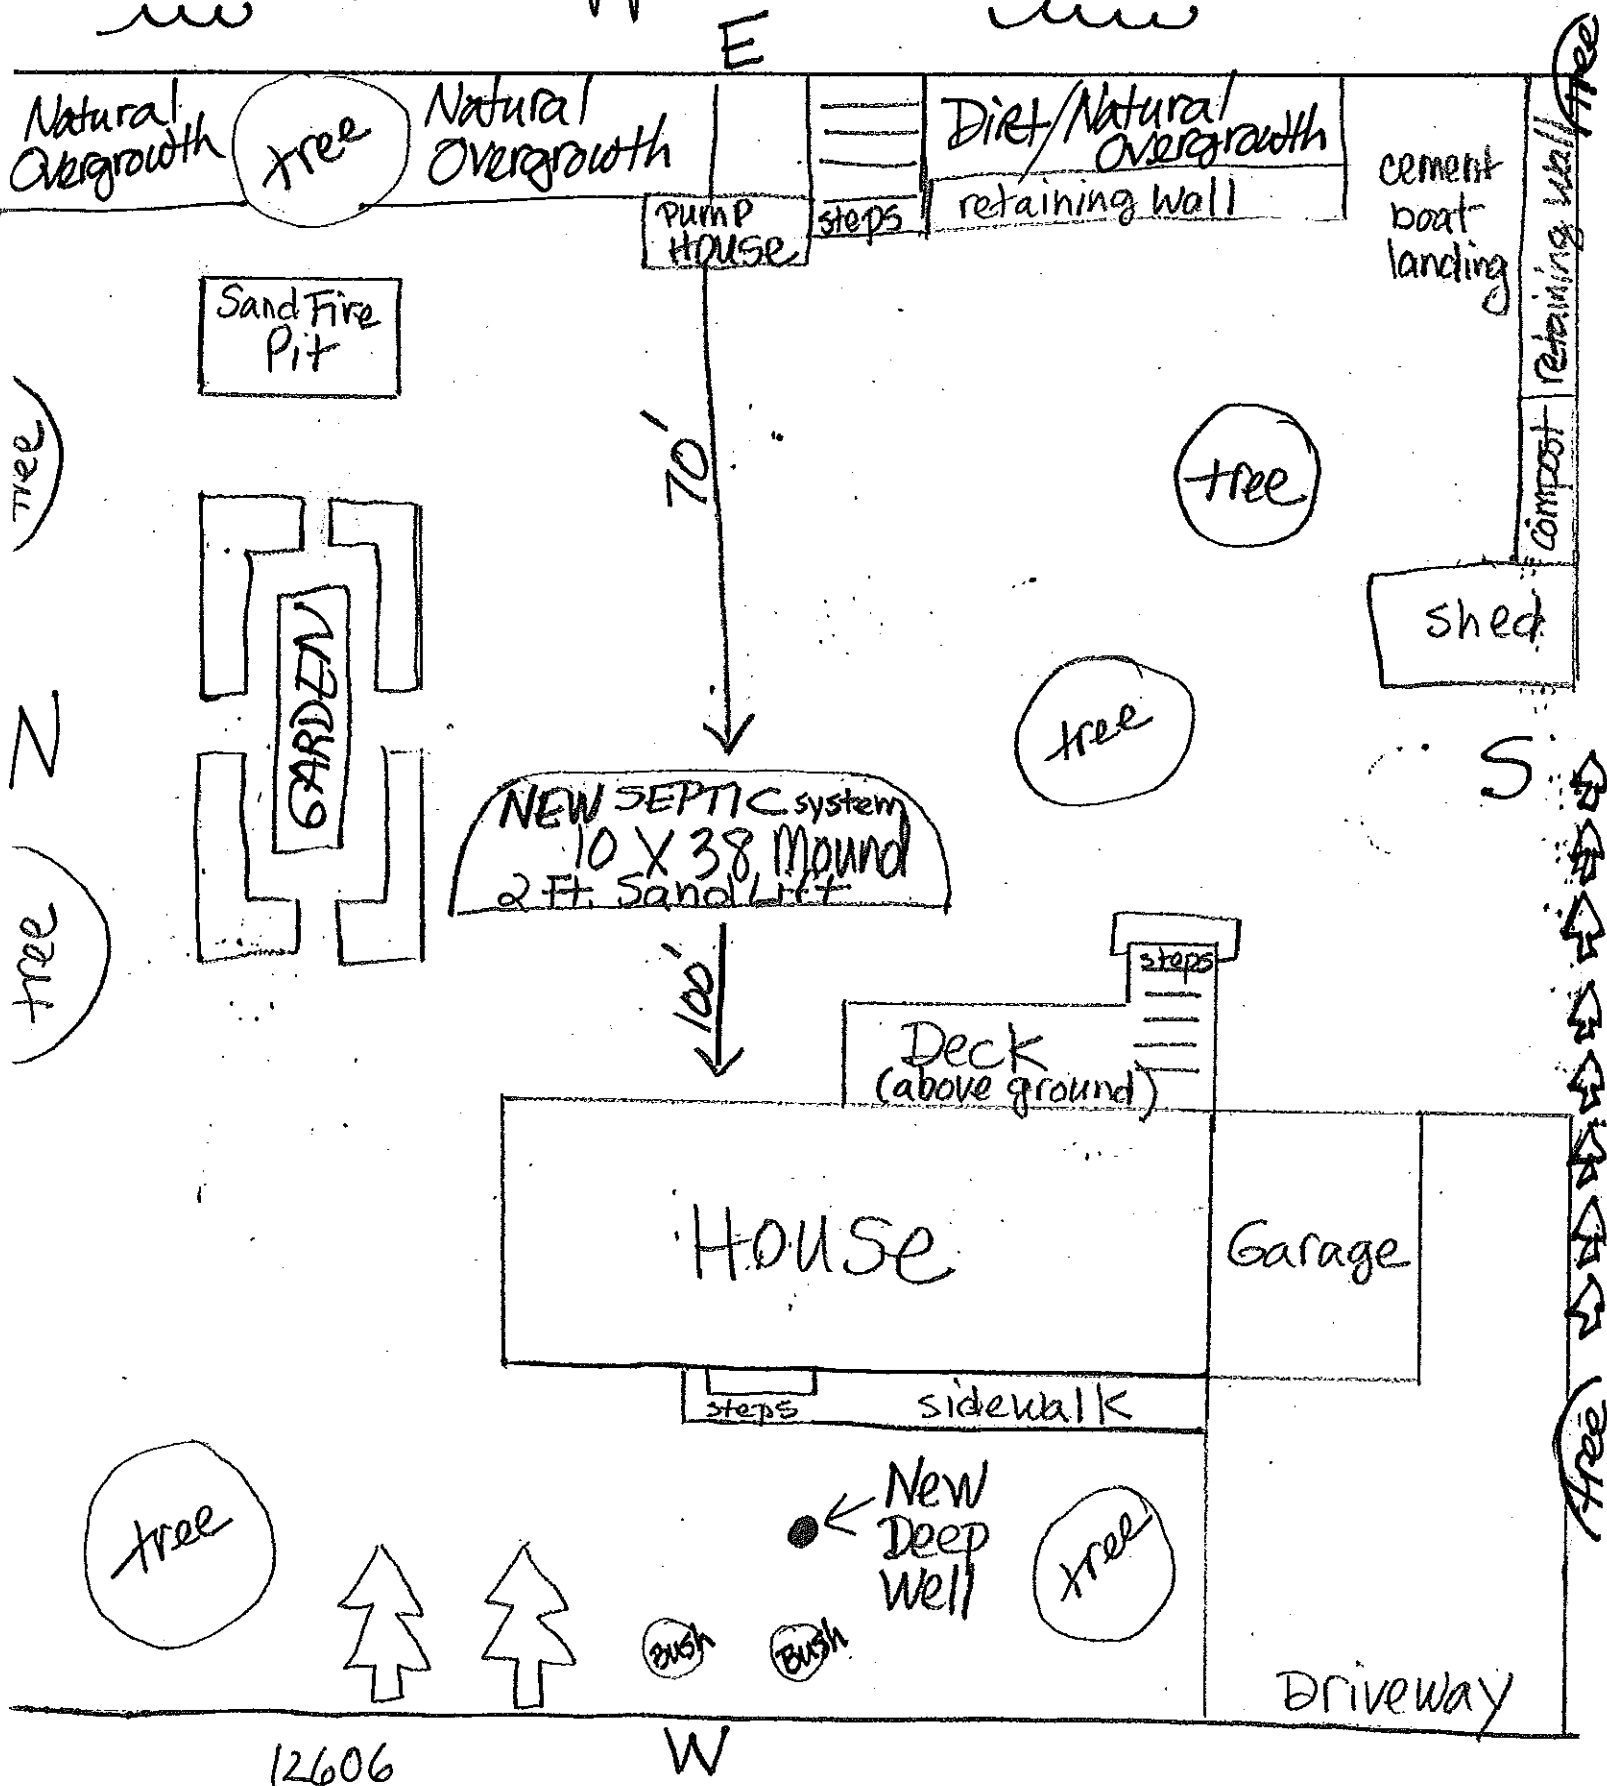 E
Natural
Overgrowth
tree
Natural
Overgrowth
Dirt/Natural
Overgrowth
retaining wall
steps
Pump
House
cement
boat
landing
retaining wall
tree
Sand Fire
Pit
tree
70'
tree
compost
shed
GARDEN
N
tree
S
NEW SEPTIC system
10 X 38 Mound
2 Ft. Sand Lift
tree
100'
steps
Deck
(above ground)
House
Garage
steps
sidewalk
tree
New
Deep
Well
tree
tree
Bush
Bush
Driveway
W
12606